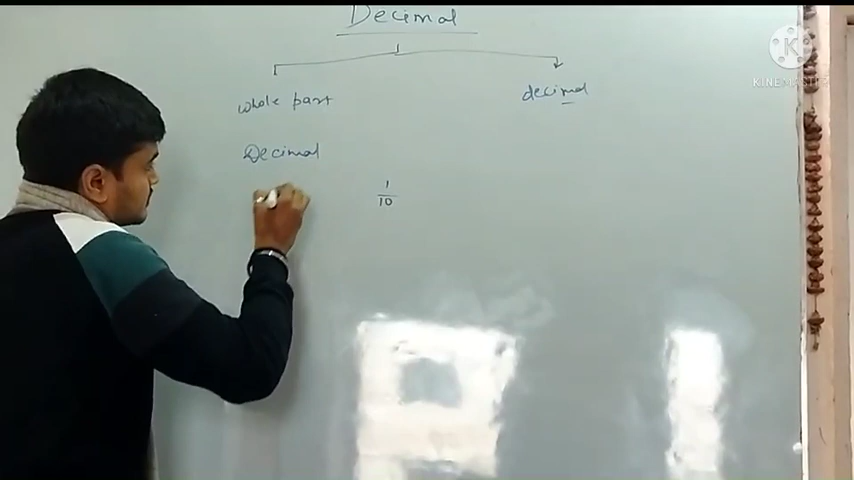 Decimal
whole part decimal
Decimal
1/10
K
KINEMASTER